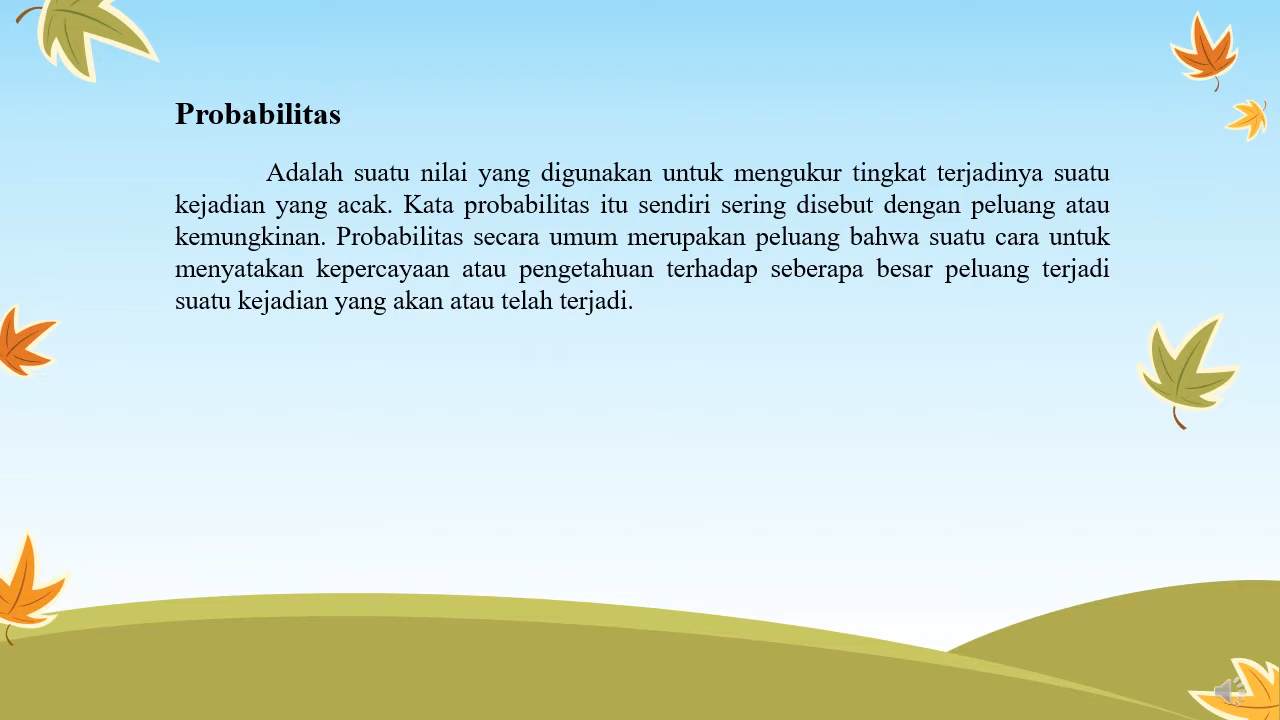 Probabilitas
Adalah suatu nilai yang digunakan untuk mengukur tingkat terjadinya suatu
kejadian yang acak. Kata probabilitas itu sendiri sering disebut dengan peluang atau
kemungkinan. Probabilitas secara umum merupakan peluang bahwa suatu cara untuk
menyatakan kepercayaan atau pengetahuan terhadap seberapa besar peluang terjadi
suatu kejadian yang akan atau telah terjadi.